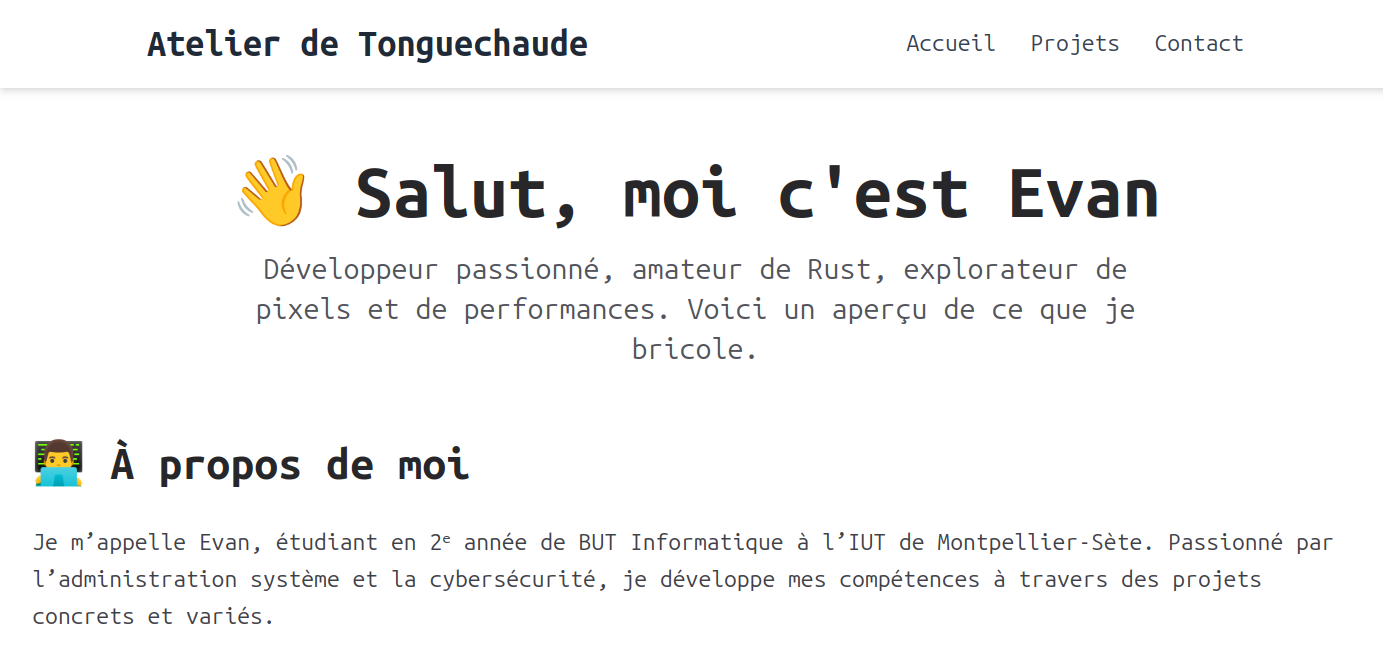 Atelier de Tonguechaude
Accueil Projets Contact
👋 Salut, moi c'est Evan
Développeur passionné, amateur de Rust, explorateur de
pixels et de performances. Voici un aperçu de ce que je
bricole.
👨‍💻 À propos de moi
Je m’appelle Evan, étudiant en 2ᵉ année de BUT Informatique à l’IUT de Montpellier-Sète. Passionné par
l’administration système et la cybersécurité, je développe mes compétences à travers des projets
concrets et variés.